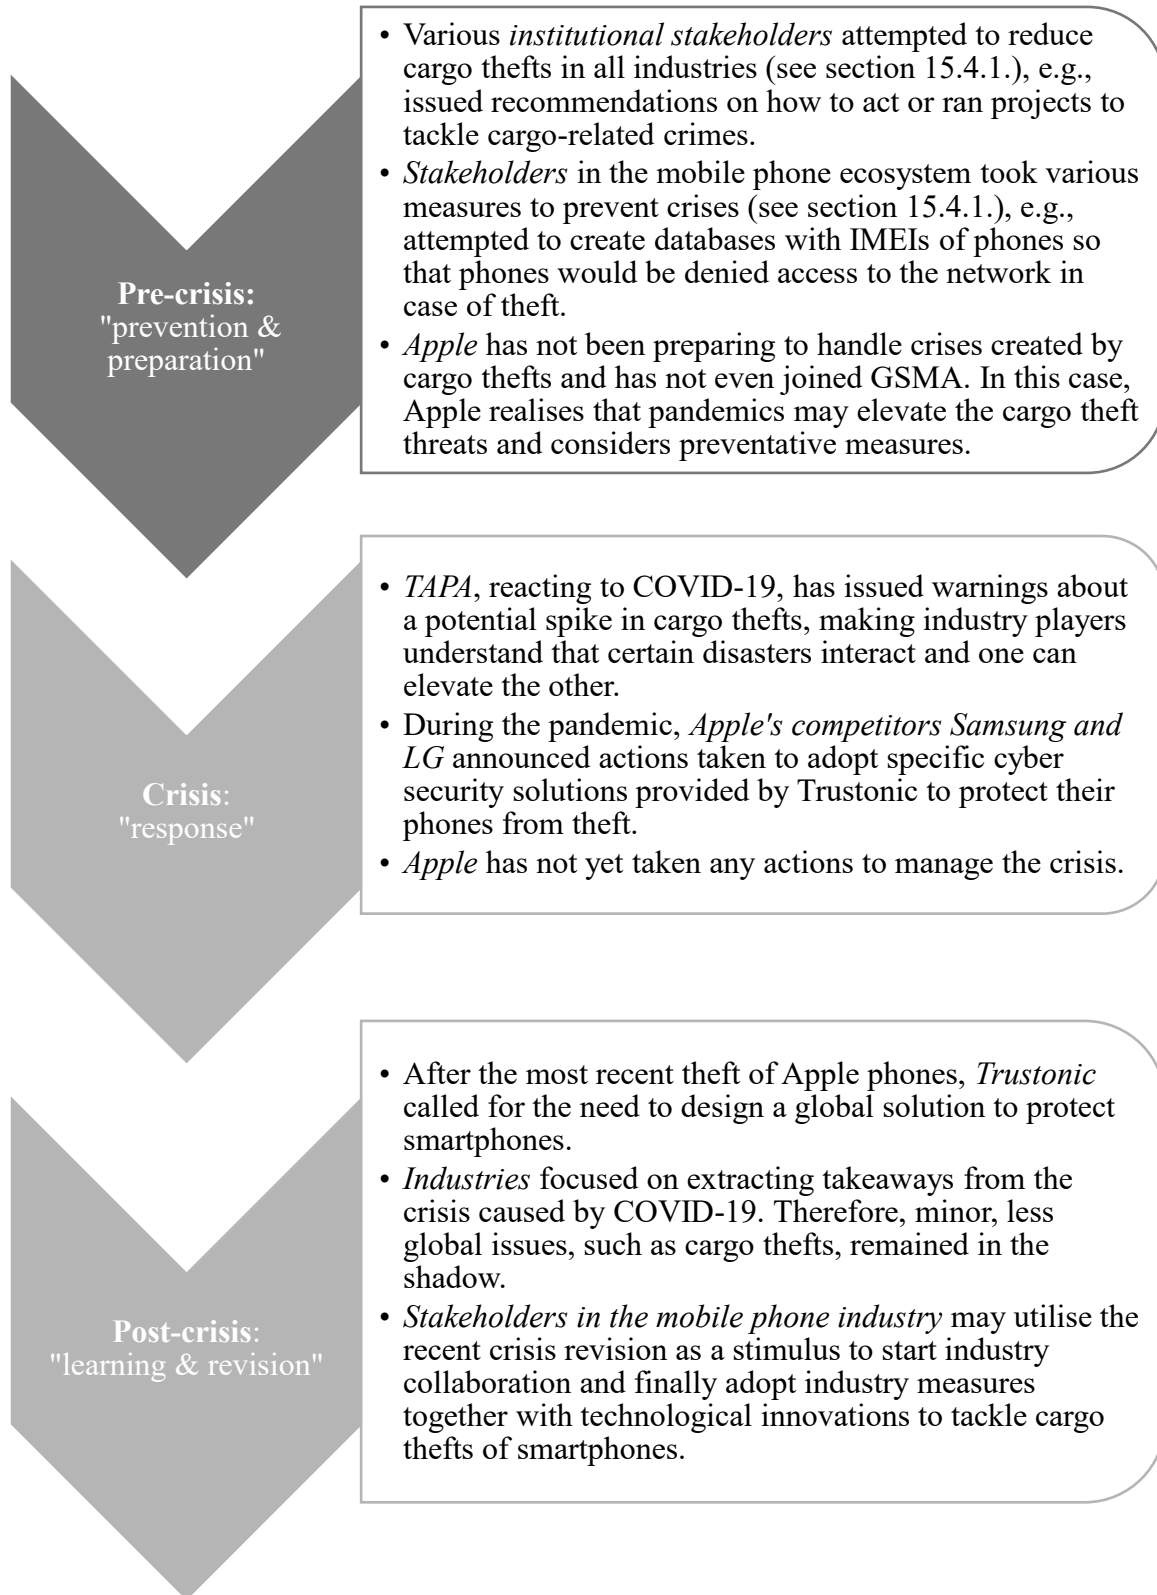 • Various institutional stakeholders attempted to reduce
cargo thefts in all industries (see section 15.4.1.), e.g.,
issued recommendations on how to act or ran projects to
tackle cargo-related crimes.
• Stakeholders in the mobile phone ecosystem took various
measures to prevent crises (see section 15.4.1.), e.g.,
attempted to create databases with IMEIs of phones so
that phones would be denied access to the network in
case of theft.
• Apple has not been preparing to handle crises created by
cargo thefts and has not even joined GSMA. In this case,
Apple realises that pandemics may elevate the cargo theft
threats and considers preventative measures.
Pre-crisis:
"prevention &
preparation"
• TAPA, reacting to COVID-19, has issued warnings about
a potential spike in cargo thefts, making industry players
understand that certain disasters interact and one can
elevate the other.
• During the pandemic, Apple's competitors Samsung and
LG announced actions taken to adopt specific cyber
security solutions provided by Trustonic to protect their
phones from theft.
• Apple has not yet taken any actions to manage the crisis.
Crisis:
"response"
• After the most recent theft of Apple phones, Trustonic
called for the need to design a global solution to protect
smartphones.
• Industries focused on extracting takeaways from the
crisis caused by COVID-19. Therefore, minor, less
global issues, such as cargo thefts, remained in the
shadow.
• Stakeholders in the mobile phone industry may utilise the
recent crisis revision as a stimulus to start industry
collaboration and finally adopt industry measures
together with technological innovations to tackle cargo
thefts of smartphones.
Post-crisis:
"learning & revision"